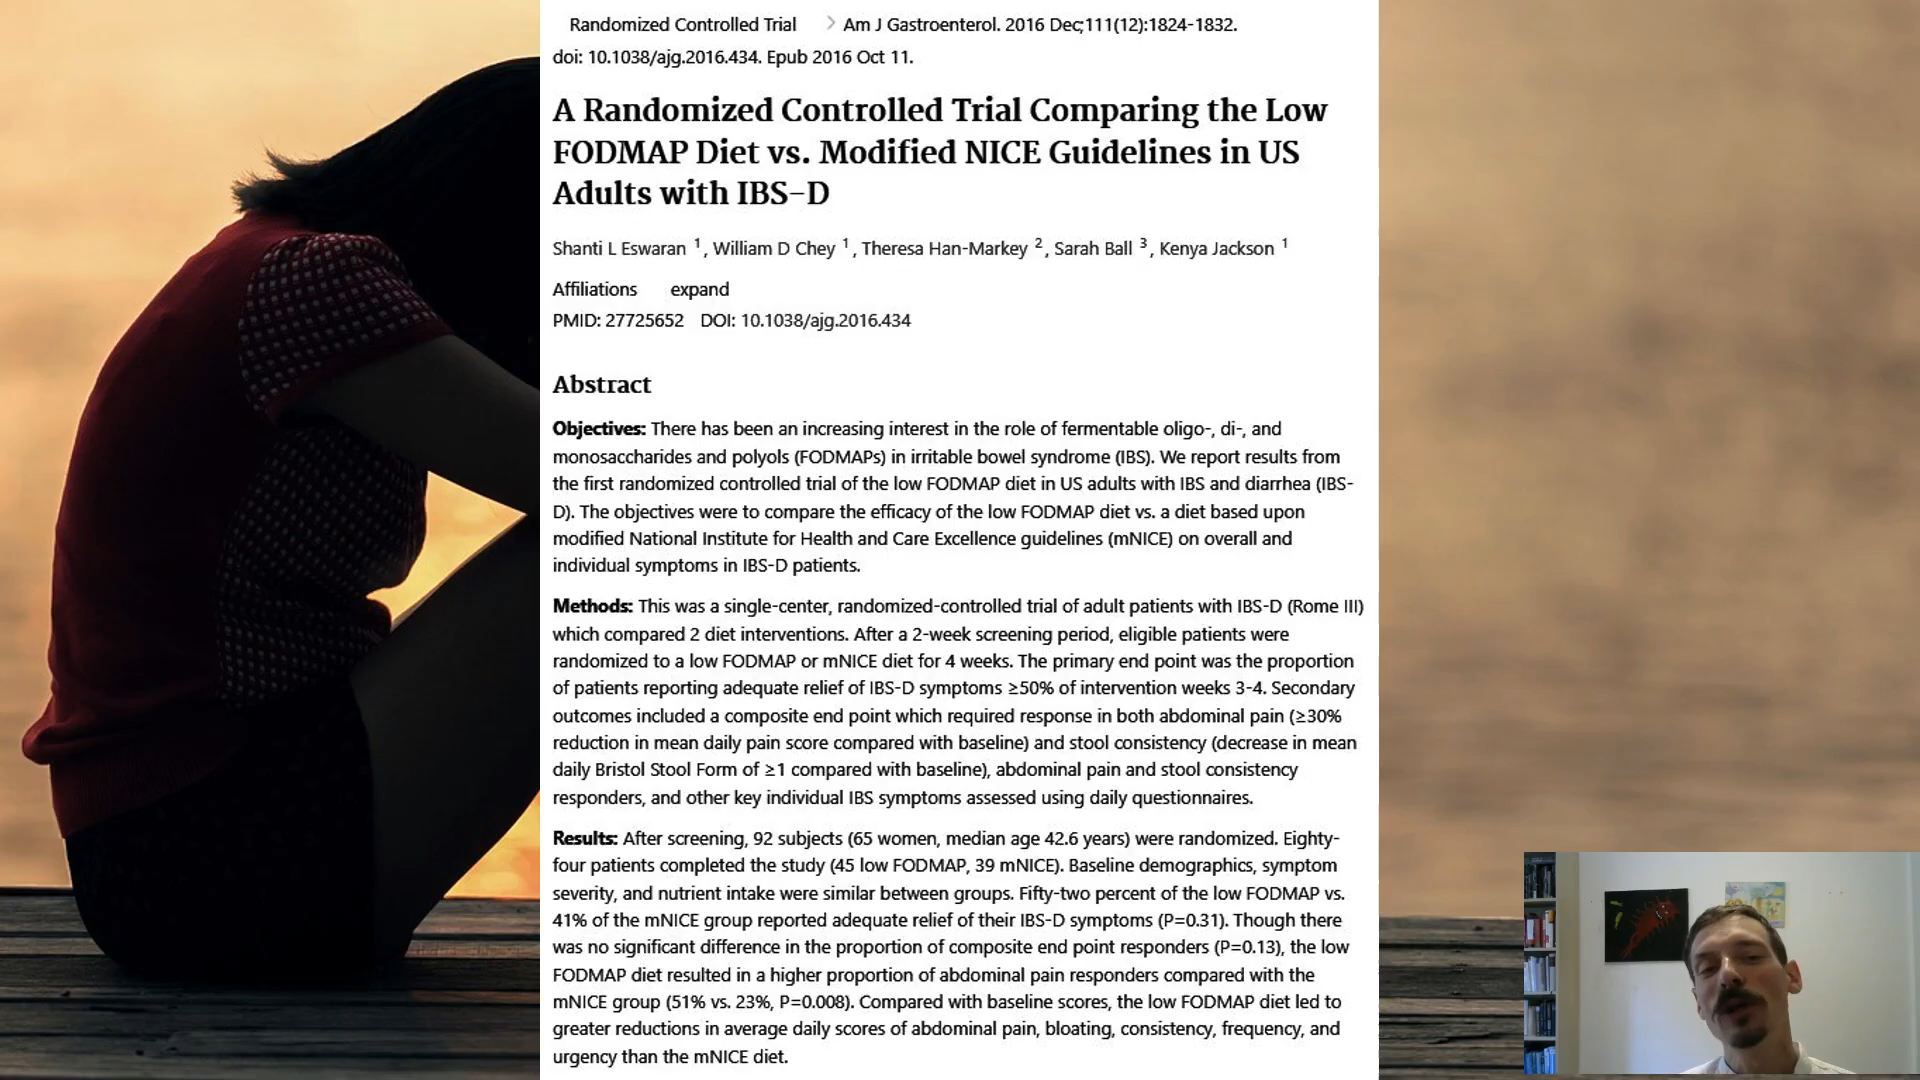 Randomized Controlled Trial > Am J Gastroenterol. 2016 Dec;111(12):1824-1832.
doi: 10.1038/ajg.2016.434. Epub 2016 Oct 11.
A Randomized Controlled Trial Comparing the Low
FODMAP Diet vs. Modified NICE Guidelines in US
Adults with IBS-D
Shanti L Eswaran 1, William D Chey 1, Theresa Han-Markey 2, Sarah Ball 3, Kenya Jackson 1
Affiliations expand
PMID: 27725652 DOI: 10.1038/ajg.2016.434
Abstract
Objectives: There has been an increasing interest in the role of fermentable oligo-, di-, and
monosaccharides and polyols (FODMAPs) in irritable bowel syndrome (IBS). We report results from
the first randomized controlled trial of the low FODMAP diet in US adults with IBS and diarrhea (IBS-
D). The objectives were to compare the efficacy of the low FODMAP diet vs. a diet based upon
modified National Institute for Health and Care Excellence guidelines (mNICE) on overall and
individual symptoms in IBS-D patients.
Methods: This was a single-center, randomized-controlled trial of adult patients with IBS-D (Rome III)
which compared 2 diet interventions. After a 2-week screening period, eligible patients were
randomized to a low FODMAP or mNICE diet for 4 weeks. The primary end point was the proportion
of patients reporting adequate relief of IBS-D symptoms ≥50% of intervention weeks 3-4. Secondary
outcomes included a composite end point which required response in both abdominal pain (≥30%
reduction in mean daily pain score compared with baseline) and stool consistency (decrease in mean
daily Bristol Stool Form of ≥1 compared with baseline), abdominal pain and stool consistency
responders, and other key individual IBS symptoms assessed using daily questionnaires.
Results: After screening, 92 subjects (65 women, median age 42.6 years) were randomized. Eighty-
four patients completed the study (45 low FODMAP, 39 mNICE). Baseline demographics, symptom
severity, and nutrient intake were similar between groups. Fifty-two percent of the low FODMAP vs.
41% of the mNICE group reported adequate relief of their IBS-D symptoms (P=0.31). Though there
was no significant difference in the proportion of composite end point responders (P=0.13), the low
FODMAP diet resulted in a higher proportion of abdominal pain responders compared with the
mNICE group (51% vs. 23%, P=0.008). Compared with baseline scores, the low FODMAP diet led to
greater reductions in average daily scores of abdominal pain, bloating, consistency, frequency, and
urgency than the mNICE diet.